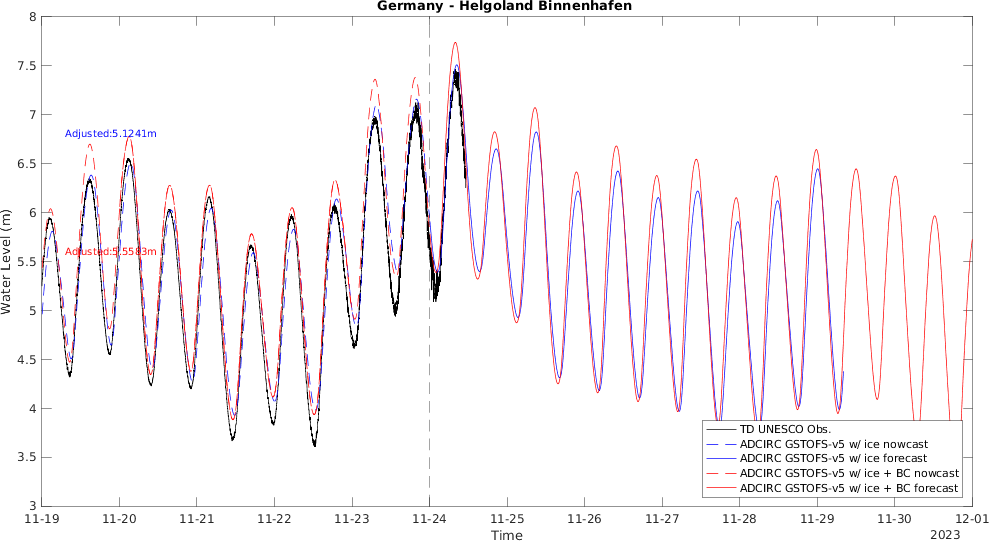 Germany - Helgoland Binnenhafen
8
7.5
7
6.5
6
5.5
5
4.5
4
3.5
3
Water Level (m)
Adjusted:5.1241m
Adjusted:5.5583m
TD UNESCO Obs.
ADCIRC GSTOFS-v5 w/ ice nowcast
ADCIRC GSTOFS-v5 w/ ice forecast
ADCIRC GSTOFS-v5 w/ ice + BC nowcast
ADCIRC GSTOFS-v5 w/ ice + BC forecast
11-19 11-20 11-21 11-22 11-23 11-24 11-25 11-26 11-27 11-28 11-29 11-30 12-01
Time
2023